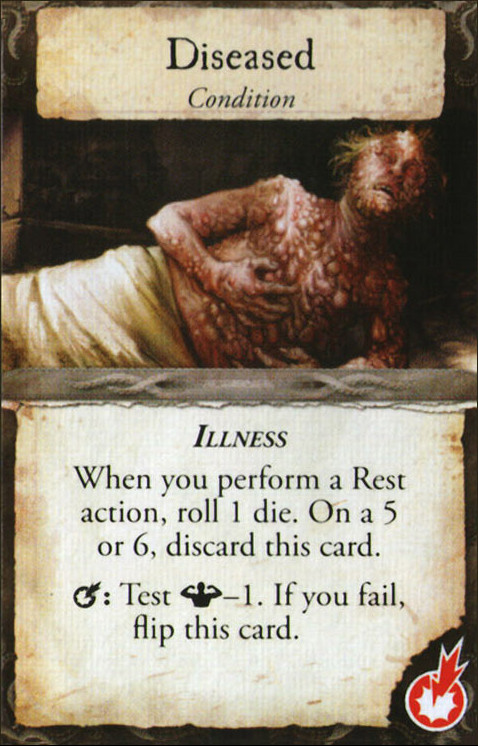 Diseased
Condition
ILLNESS
When you perform a Rest
action, roll 1 die. On a 5
or 6, discard this card.
: Test –1. If you fail,
flip this card.